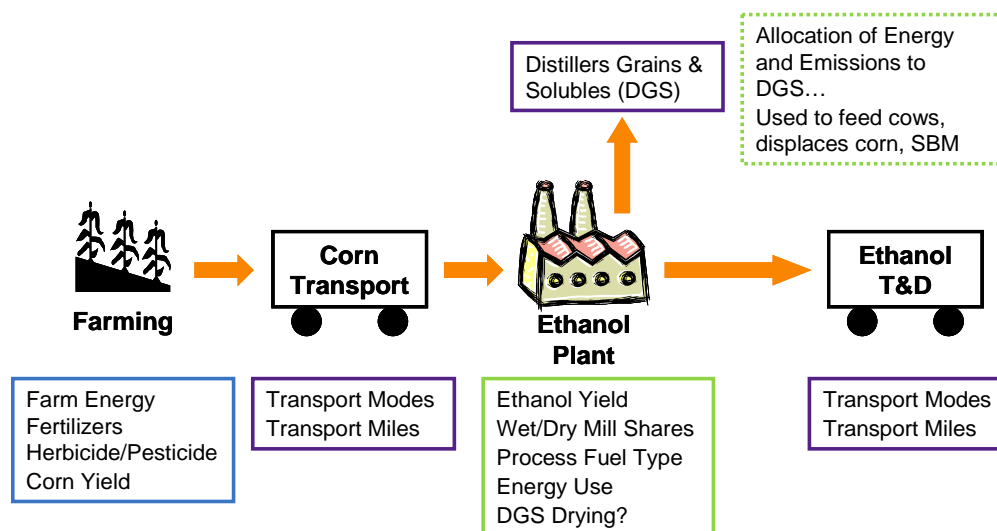 Distillers Grains &
Solubles (DGS)
Allocation of Energy
and Emissions to
DGS…
Used to feed cows,
displaces corn, SBM
Farming
Corn
Transport
Ethanol
Plant
Ethanol
T&D
Farm Energy
Fertilizers
Herbicide/Pesticide
Corn Yield
Transport Modes
Transport Miles
Ethanol Yield
Wet/Dry Mill Shares
Process Fuel Type
Energy Use
DGS Drying?
Transport Modes
Transport Miles